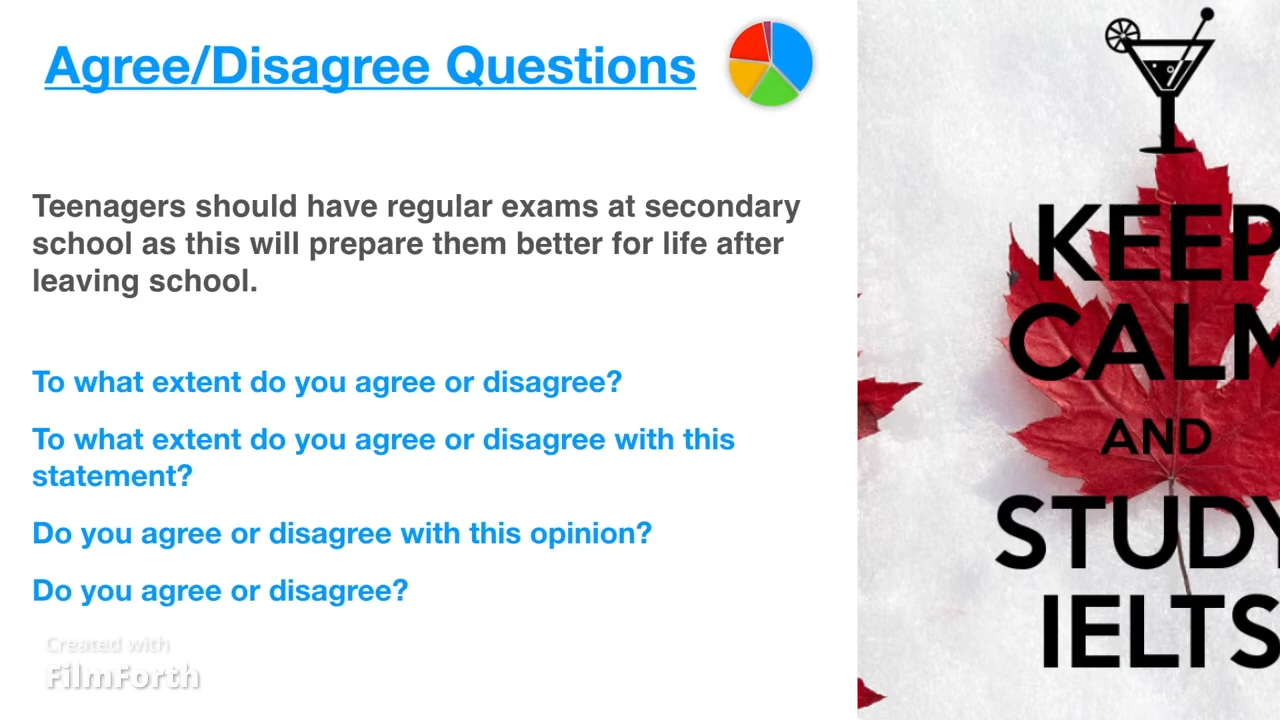 Agree/Disagree Questions
Teenagers should have regular exams at secondary
school as this will prepare them better for life after
leaving school.
To what extent do you agree or disagree?
To what extent do you agree or disagree with this
statement?
Do you agree or disagree with this opinion?
Do you agree or disagree?
Created with
FilmForth
KEEP
CALM
AND
STUDY
IELTS